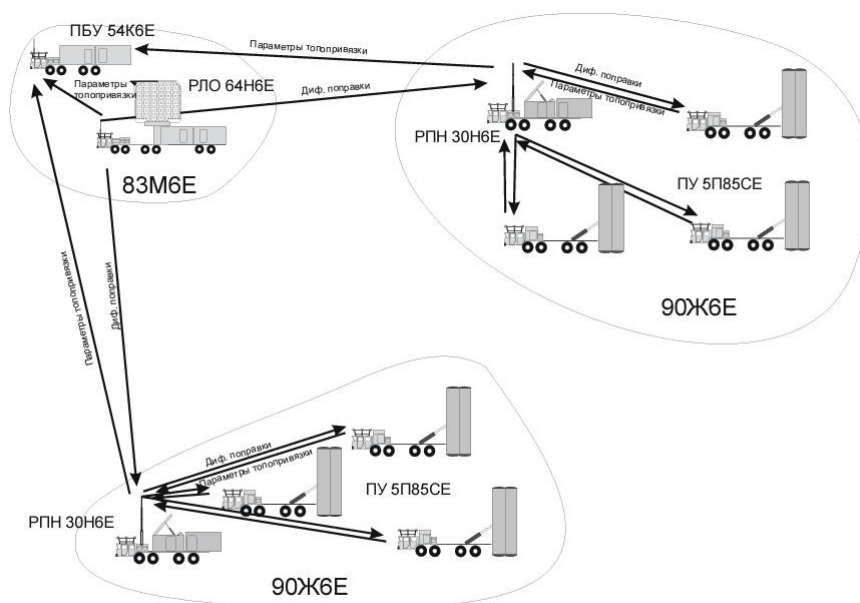 ПБУ 54К6Е
Параметры топопривязки
Параметры
топопривязки
РЛО 64Н6Е
Диф. поправки
83М6Е
Диф. поправки
Параметры топопривязки
РПН 30Н6Е
ПУ 5П85СЕ
90Ж6Е
Параметры топопривязки
Диф. поправки
Диф. поправки
Параметры топопривязки
ПУ 5П85СЕ
РПН 30Н6Е
90Ж6Е